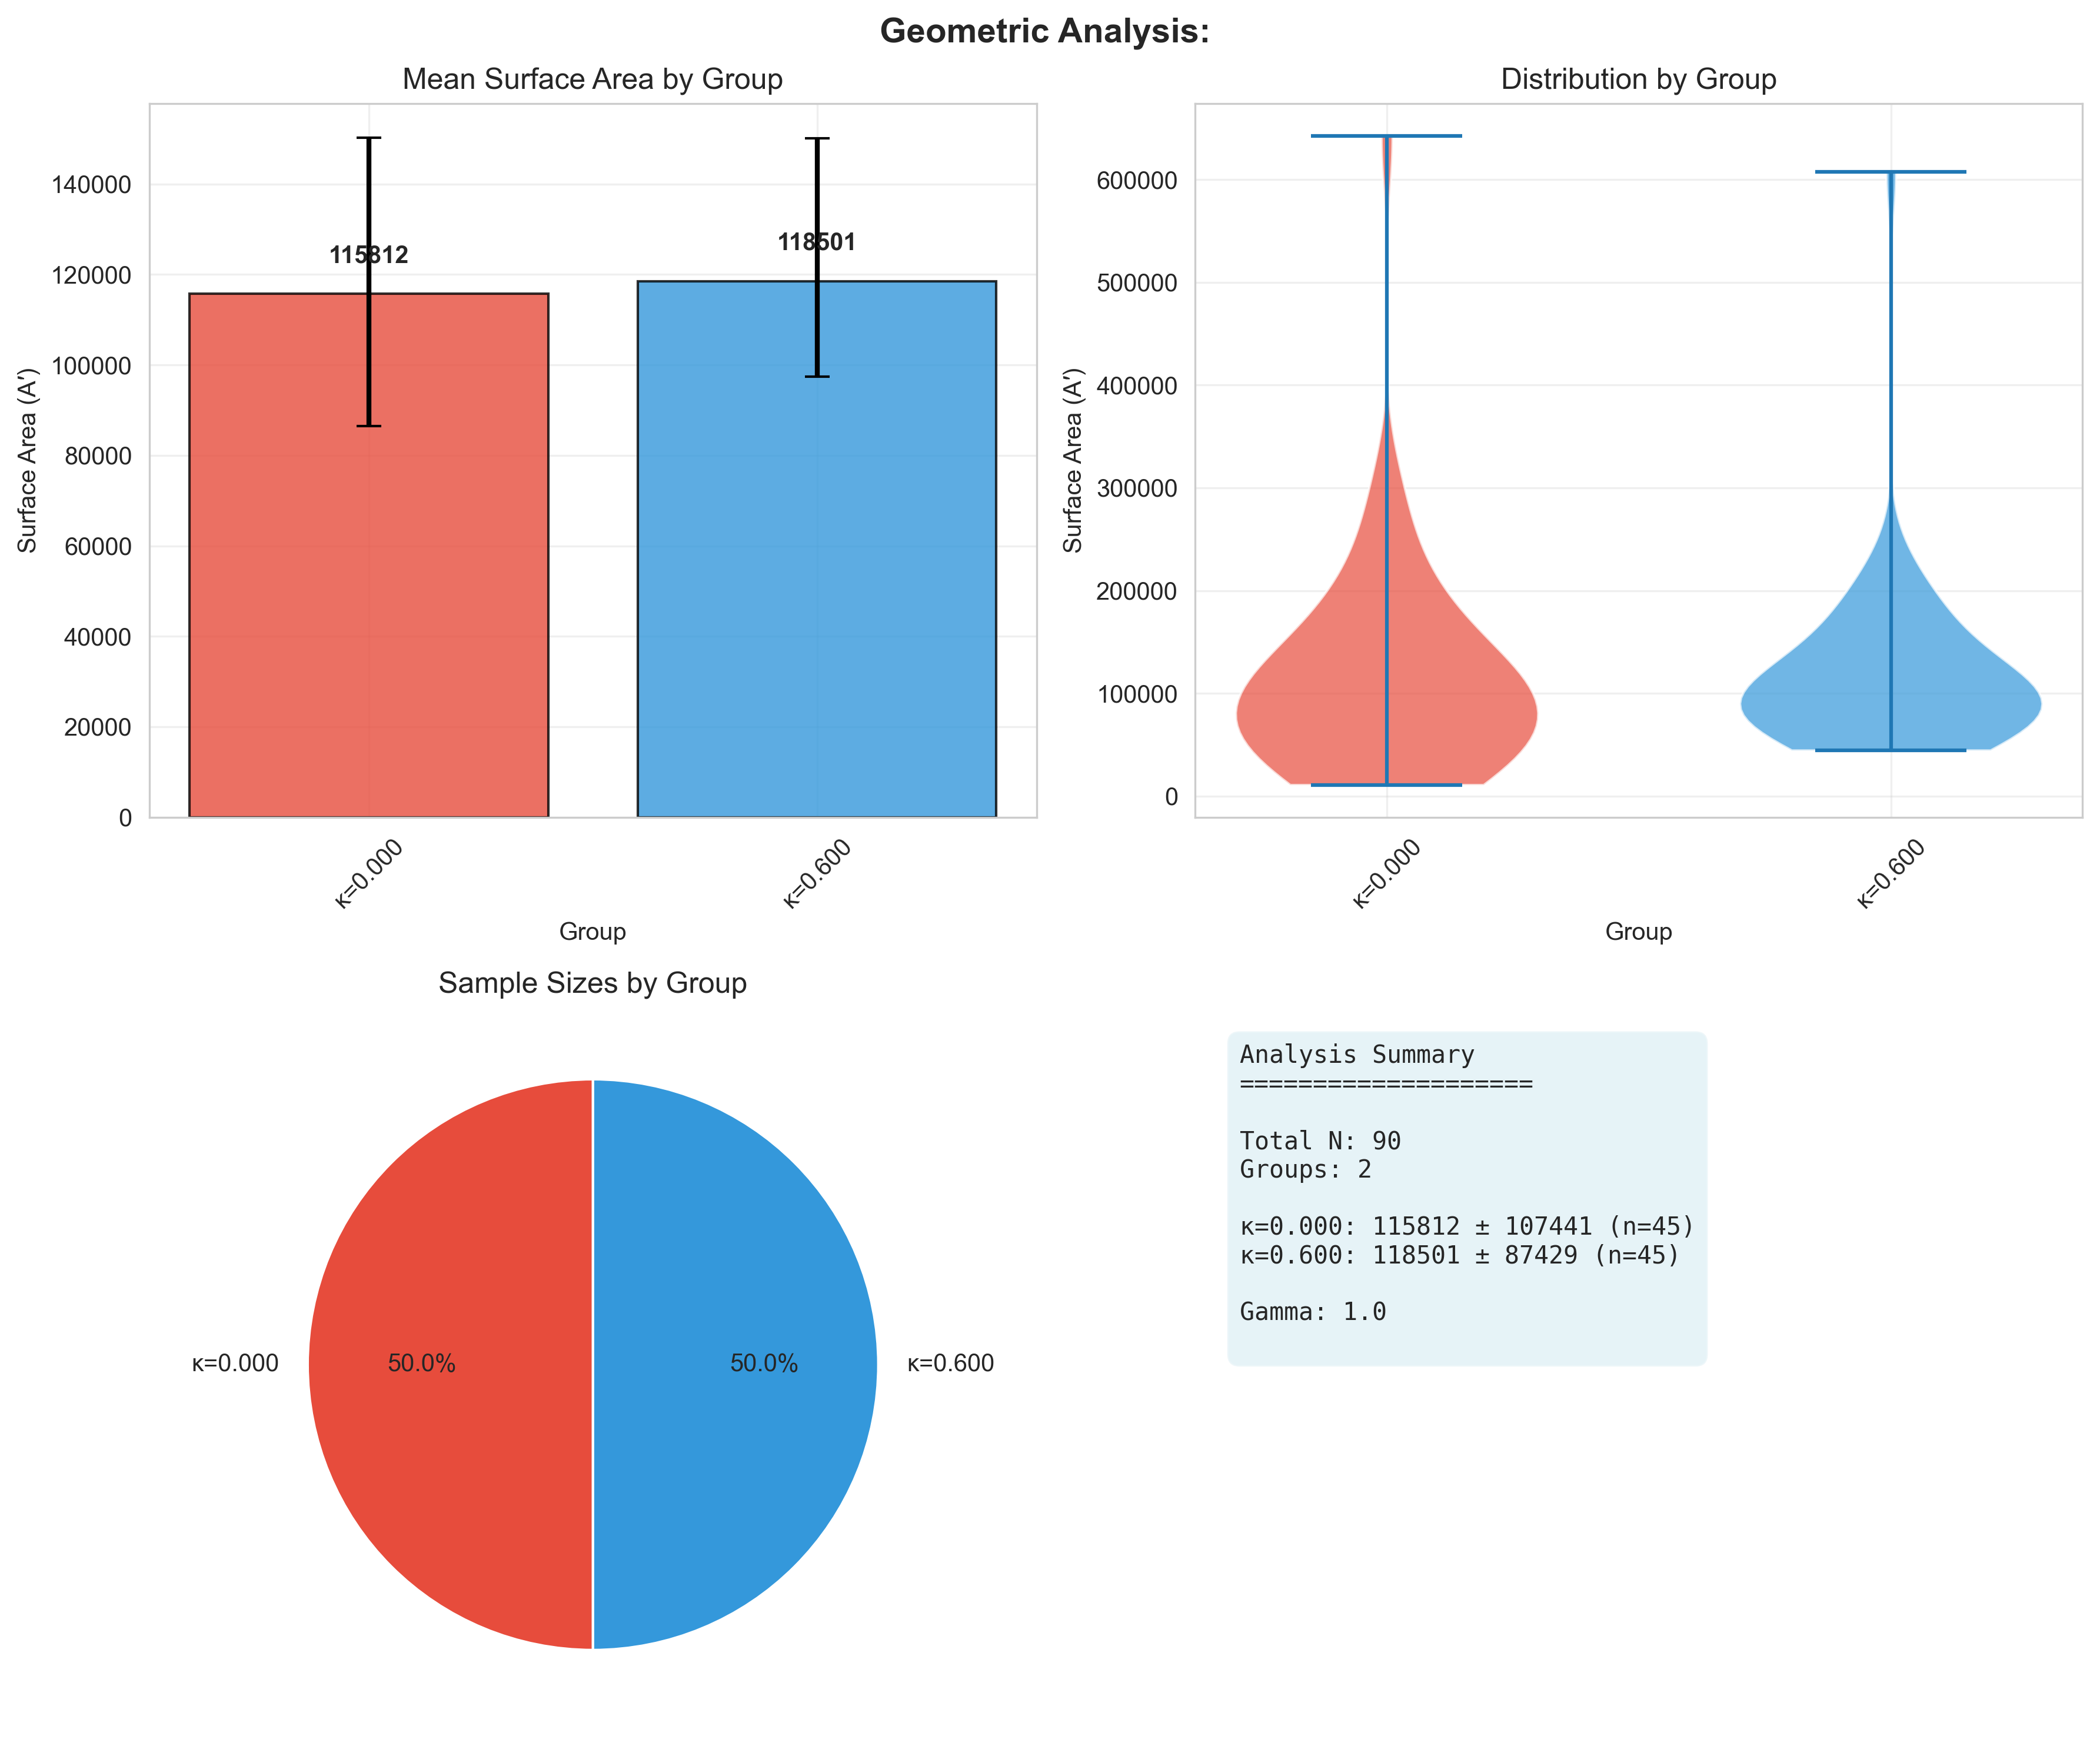 Geometric Analysis:
Mean Surface Area by Group
Surface Area (A′)
140000
120000
100000
80000
60000
40000
20000
0
115812
118501
κ=0.000
κ=0.600
Group
Distribution by Group
Surface Area (A′)
600000
500000
400000
300000
200000
100000
0
κ=0.000
κ=0.600
Group
Sample Sizes by Group
κ=0.000
50.0%
50.0%
κ=0.600
Analysis Summary
====================
Total N: 90
Groups: 2
κ=0.000: 115812 ± 107441 (n=45)
κ=0.600: 118501 ± 87429 (n=45)
Gamma: 1.0